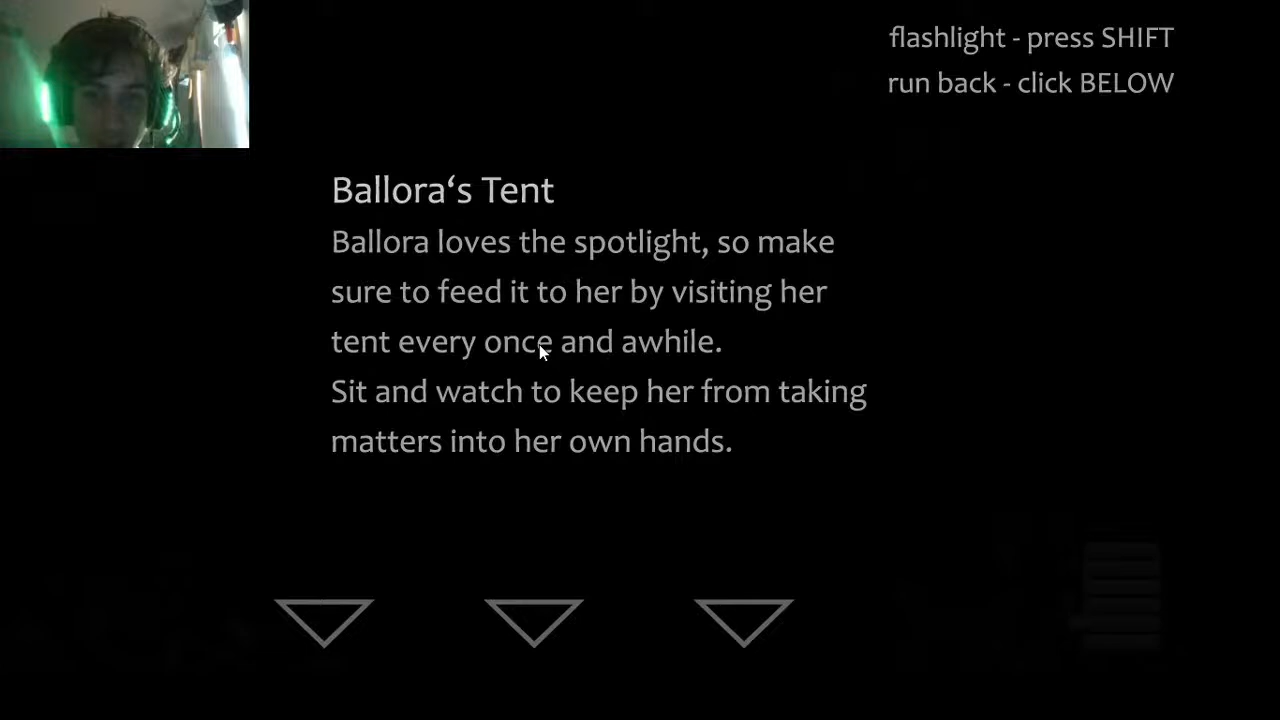 flashlight - press SHIFT
run back - click BELOW
Ballora‘s Tent
Ballora loves the spotlight, so make
sure to feed it to her by visiting her
tent every once and awhile.
Sit and watch to keep her from taking
matters into her own hands.